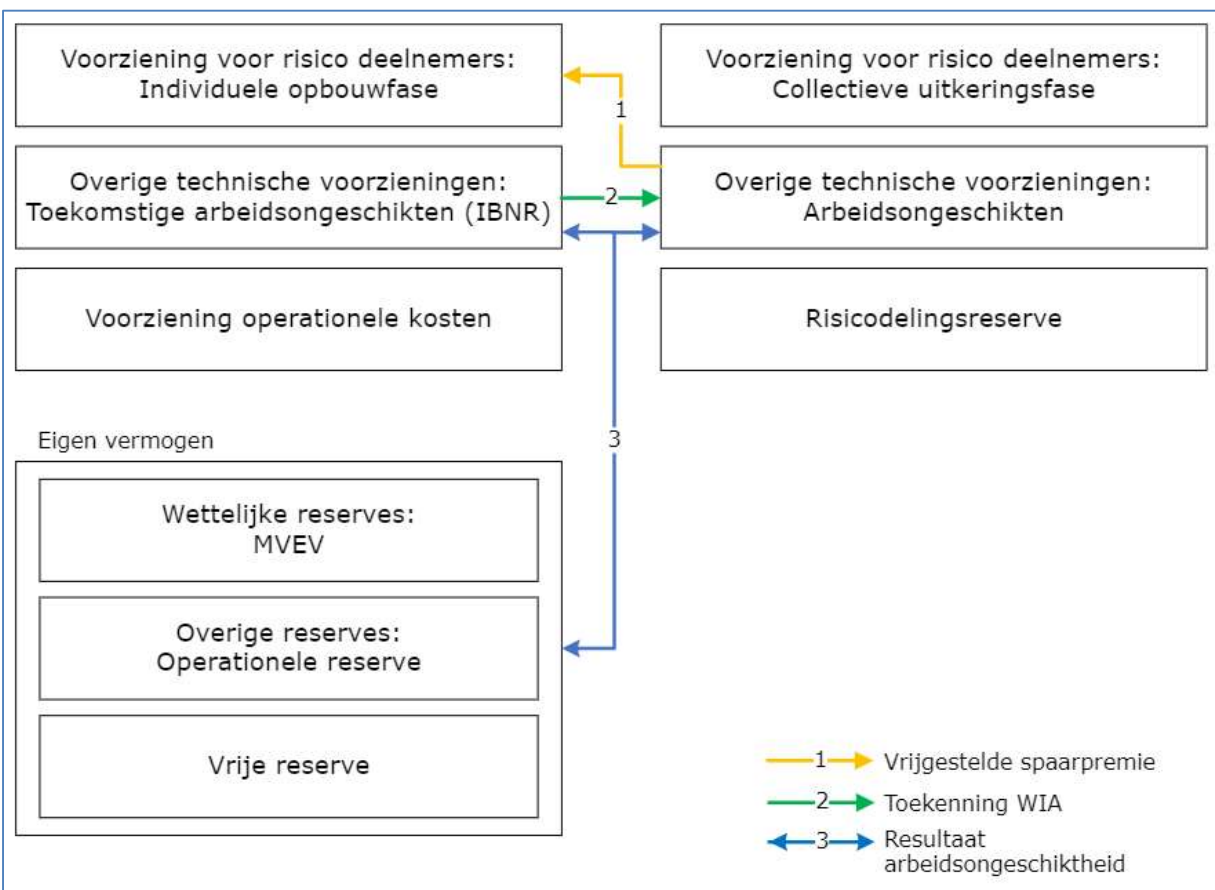 Voorziening voor risico deelnemers:
Individuele opbouwfase
Voorziening voor risico deelnemers:
Collectieve uitkeringsfase
1
Overige technische voorzieningen:
Toekomstige arbeidsongeschikten (IBNR)
2
Overige technische voorzieningen:
Arbeidsongeschikten
Voorziening operationele kosten
Risicodelingsreserve
3
Eigen vermogen
Wettelijke reserves:
MVEV
Overige reserves:
Operationele reserve
Vrije reserve
1 Vrijgestelde spaarpremie
2 Toekenning WIA
3 Resultaat
arbeidsongeschiktheid